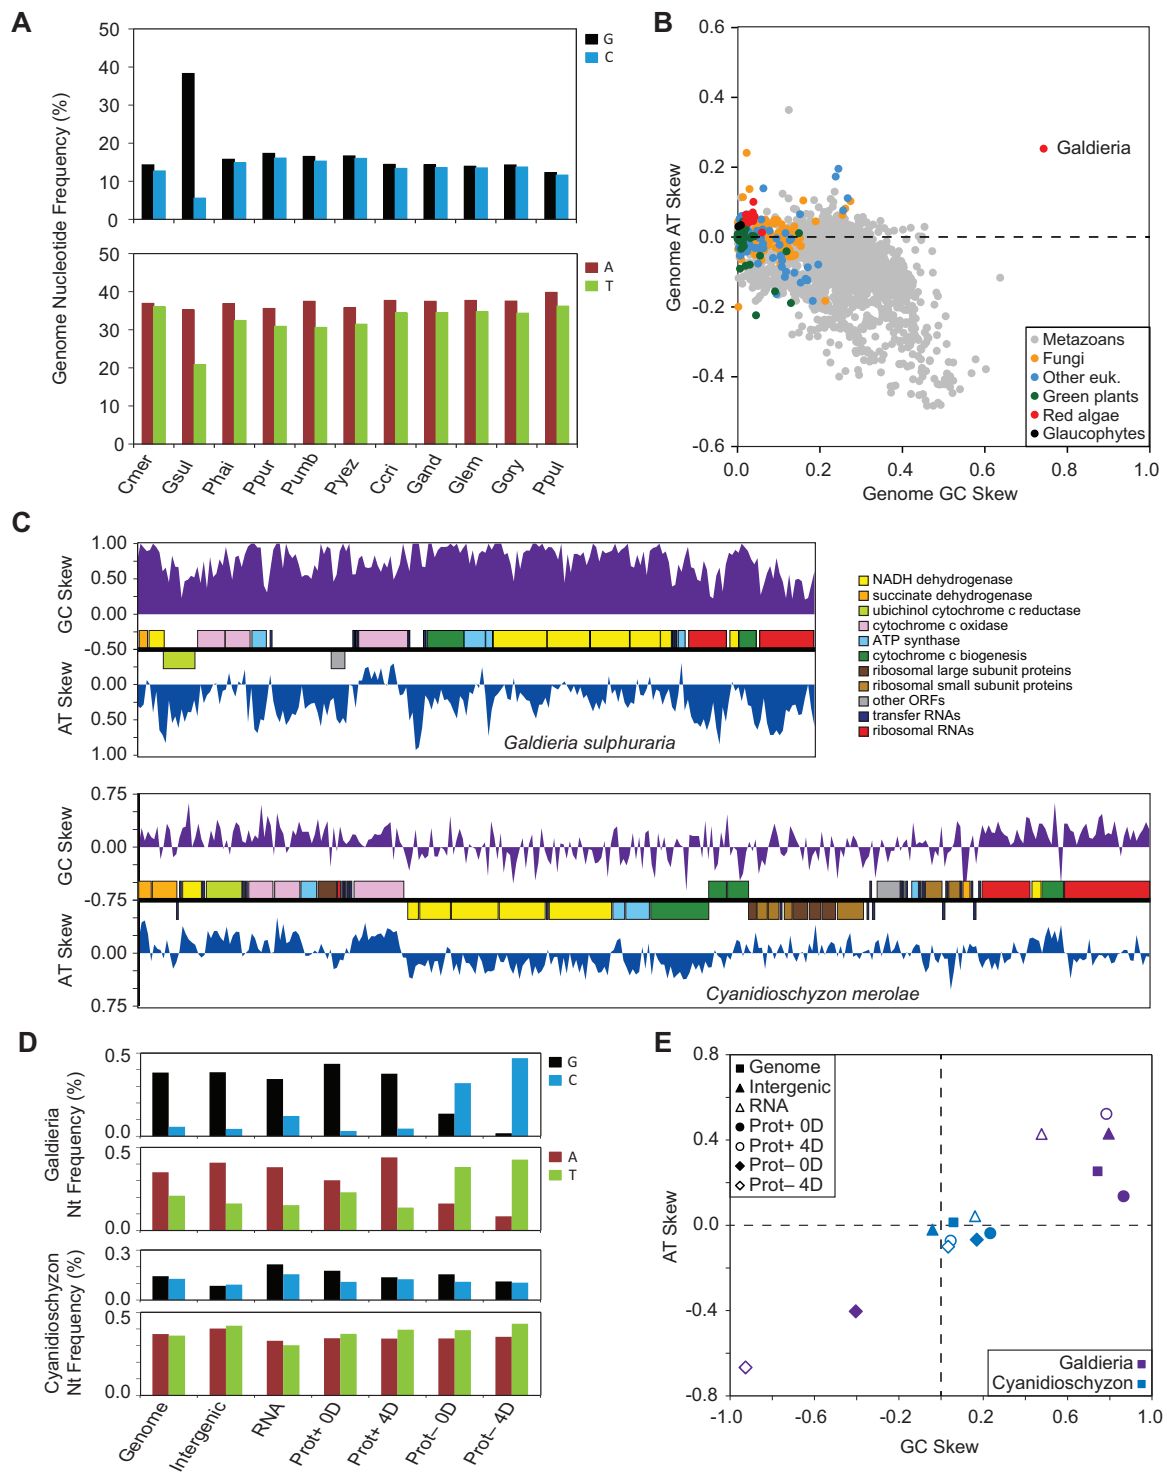 A
Genome Nucleotide Frequency (%)
50
40
30
20
10
0
G
C
50
40
30
20
10
0
A
T
Cmer
Gsul
Phai
Ppur
Pumb
Pyez
Ccri
Gand
Glem
Gory
Ppul
B
Genome AT Skew
0.6
0.4
0.2
0.0
-0.2
-0.4
-0.6
Galdieria
Metazoans
Fungi
Other euk.
Green plants
Red algae
Glaucophytes
0.0
0.2
0.4
0.6
0.8
1.0
Genome GC Skew
C
GC Skew
1.00
0.50
0.00
-0.50
AT Skew
0.00
0.50
1.00
Galdieria sulphuraria
NADH dehydrogenase
succinate dehydrogenase
ubichinol cytochrome c reductase
cytochrome c oxidase
ATP synthase
cytochrome c biogenesis
ribosomal large subunit proteins
ribosomal small subunit proteins
other ORFs
transfer RNAs
ribosomal RNAs
GC Skew
0.75
0.00
-0.75
AT Skew
0.00
0.75
Cyanidioschyzon merolae
D
Galdieria
Nt Frequency (%)
0.5
0.0
G
C
0.5
0.0
A
T
Cyanidioschyzon
Nt Frequency (%)
0.3
0.0
0.5
0.0
Genome
Intergenic
RNA
Prot+ 0D
Prot+ 4D
Prot– 0D
Prot– 4D
E
AT Skew
0.8
0.4
0.0
-0.4
-0.8
Genome
Intergenic
RNA
Prot+ 0D
Prot+ 4D
Prot– 0D
Prot– 4D
Galdieria
Cyanidioschyzon
-1.0
-0.6
-0.2
0.2
0.6
1.0
GC Skew